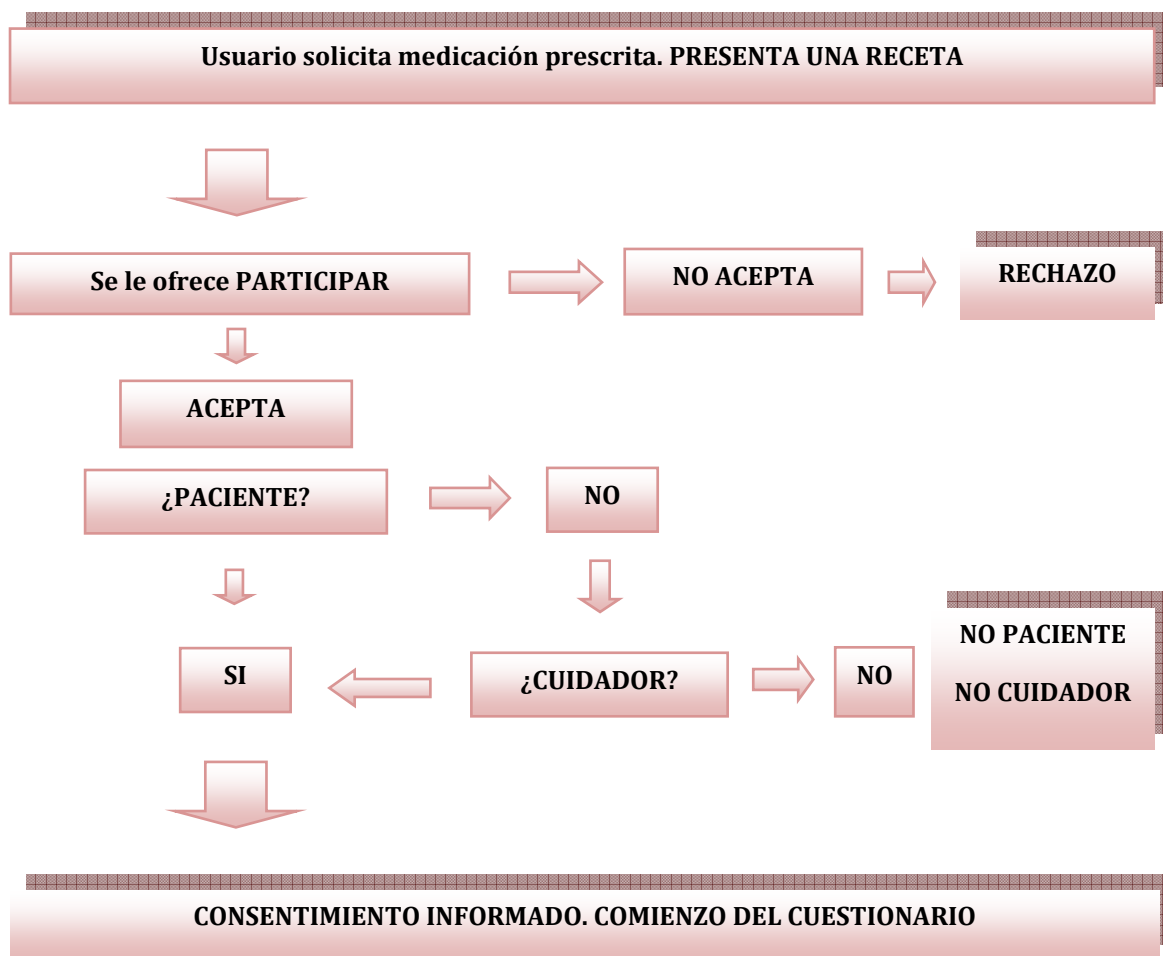 Usuario solicita medicación prescrita. PRESENTA UNA RECETA
Se le ofrece PARTICIPAR
NO ACEPTA
RECHAZO
ACEPTA
¿PACIENTE?
NO
SI
¿CUIDADOR?
NO
NO PACIENTE
NO CUIDADOR
CONSENTIMIENTO INFORMADO. COMIENZO DEL CUESTIONARIO